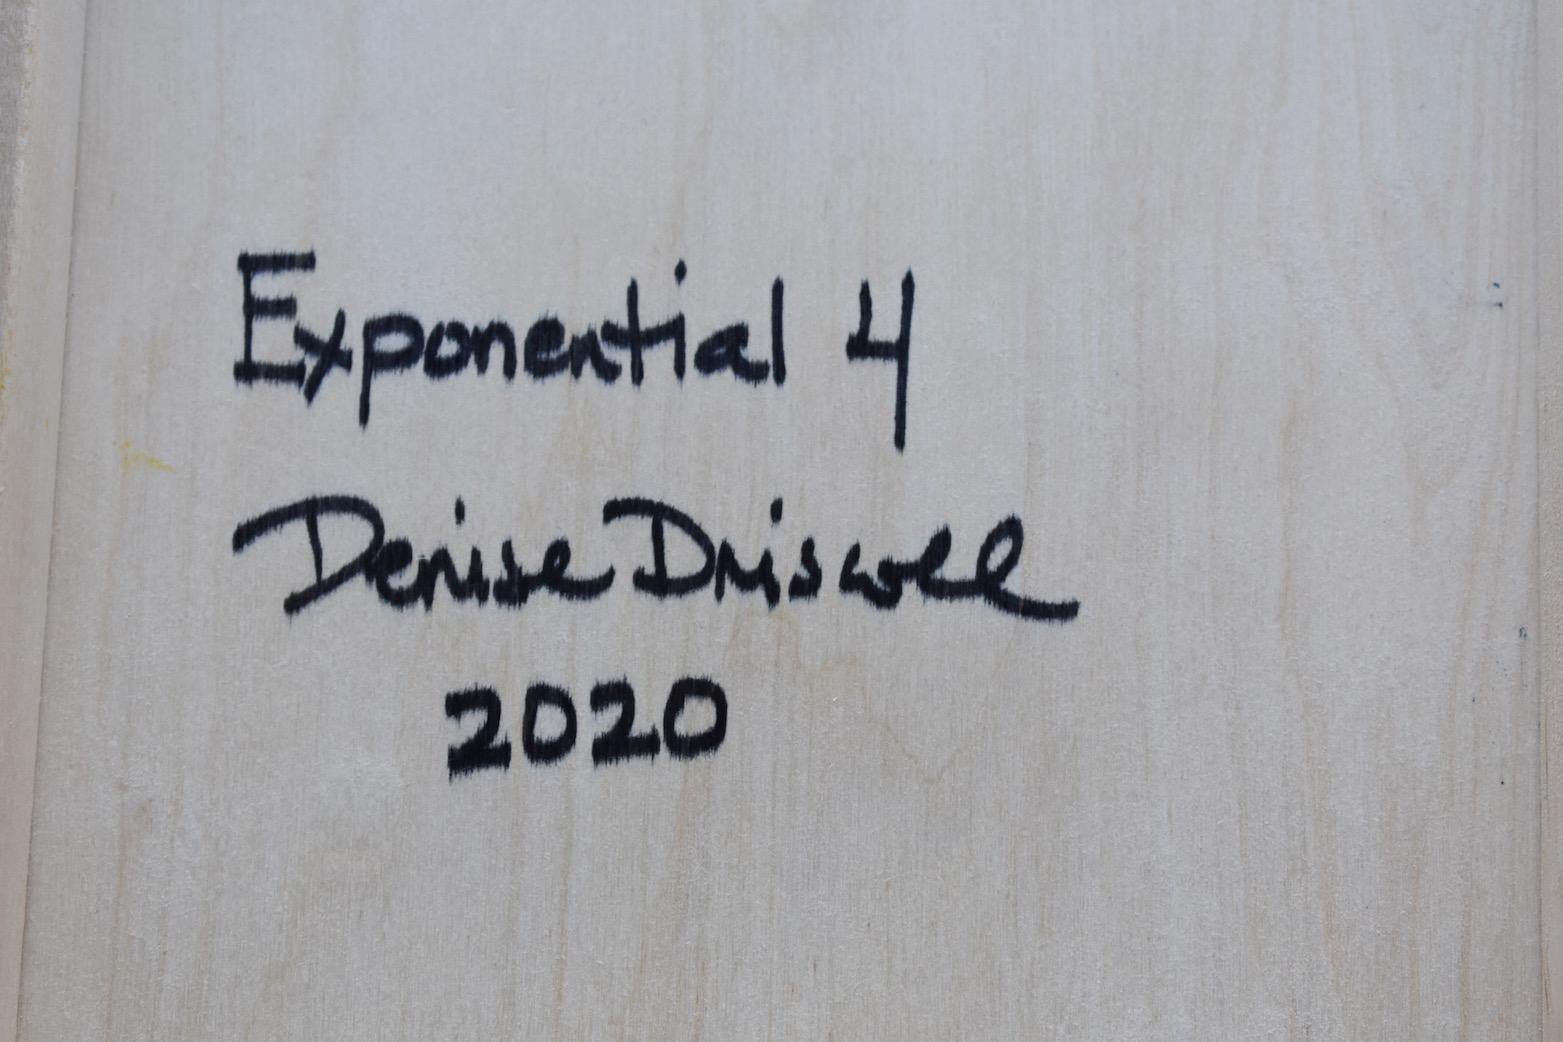 Exponential 4
Denise Driscoll
2020